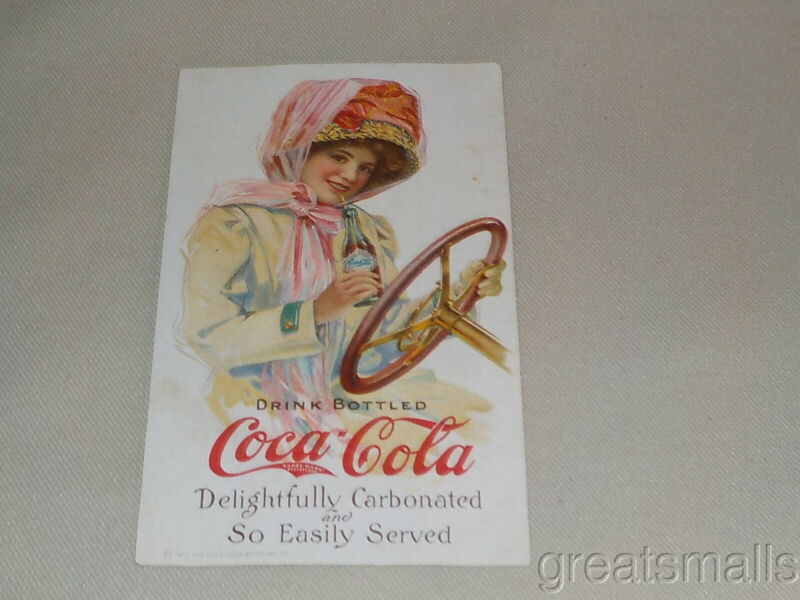 DRINK BOTTLED
Coca-Cola
Delightfully Carbonated
and
So Easily Served
greatsmalls